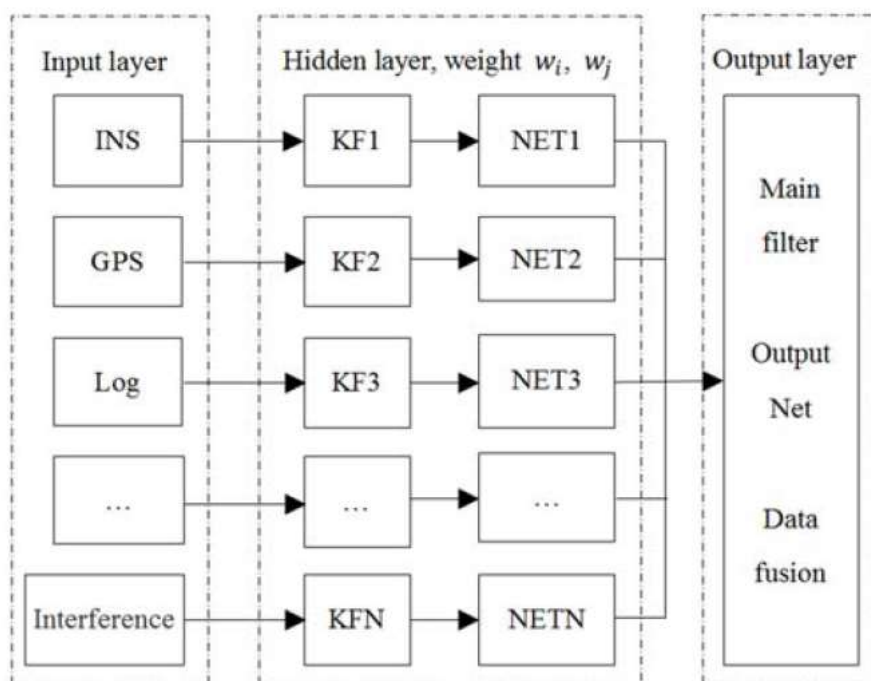 Input layer
Hidden layer, weight wᵢ, wⱼ
Output layer
INS
KF1
NET1
GPS
KF2
NET2
Log
KF3
NET3
...
...
...
Interference
KFN
NETN
Main
filter
Output
Net
Data
fusion